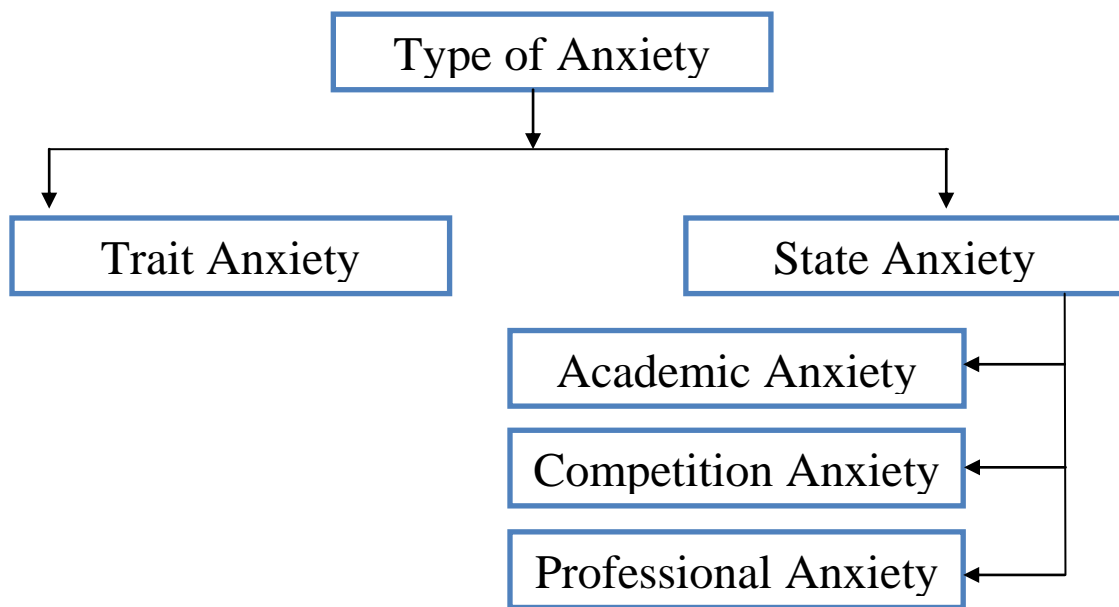 Type of Anxiety
Trait Anxiety
State Anxiety
Academic Anxiety
Competition Anxiety
Professional Anxiety